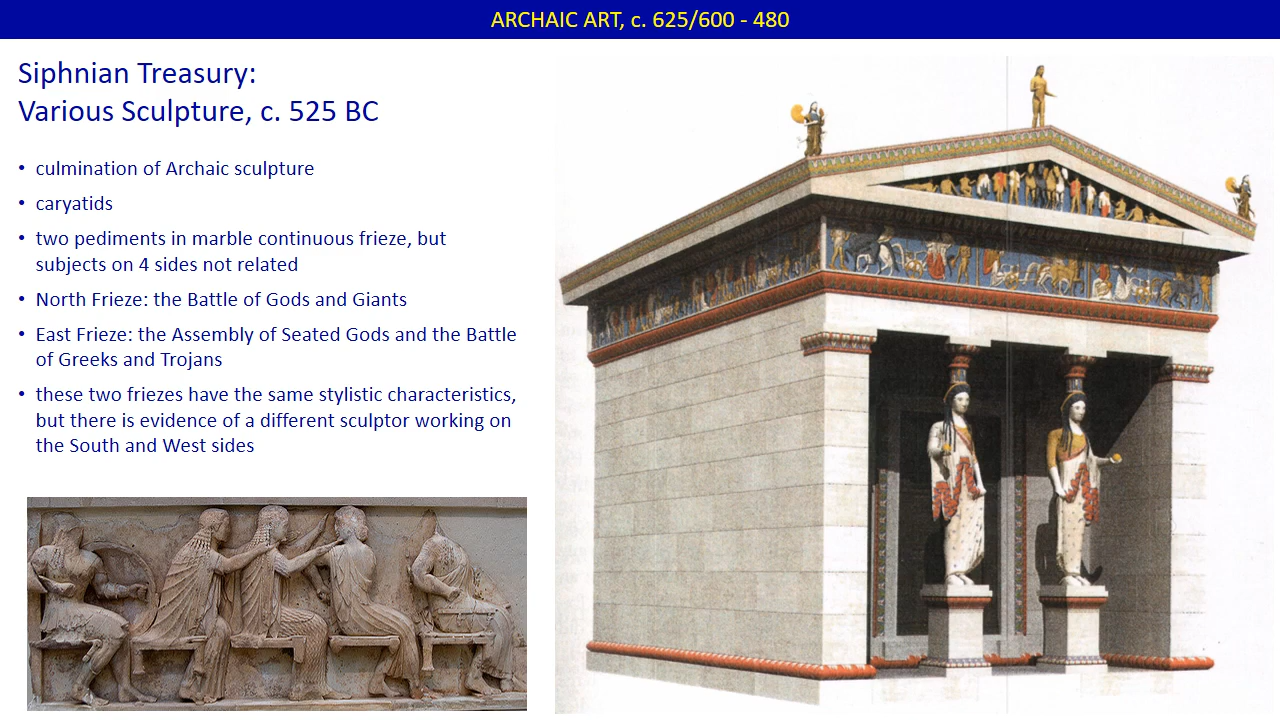 ARCHAIC ART, c. 625/600 - 480
Siphnian Treasury:
Various Sculpture, c. 525 BC
• culmination of Archaic sculpture
• caryatids
• two pediments in marble continuous frieze, but
subjects on 4 sides not related
• North Frieze: the Battle of Gods and Giants
• East Frieze: the Assembly of Seated Gods and the Battle
of Greeks and Trojans
• these two friezes have the same stylistic characteristics,
but there is evidence of a different sculptor working on
the South and West sides